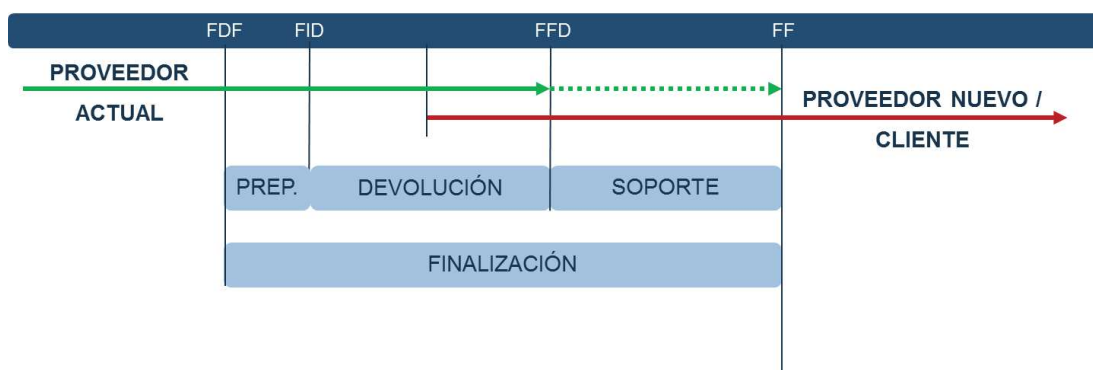 FDF FID FFD FF
PROVEEDOR
ACTUAL
PROVEEDOR NUEVO /
CLIENTE
PREP. DEVOLUCIÓN SOPORTE
FINALIZACIÓN